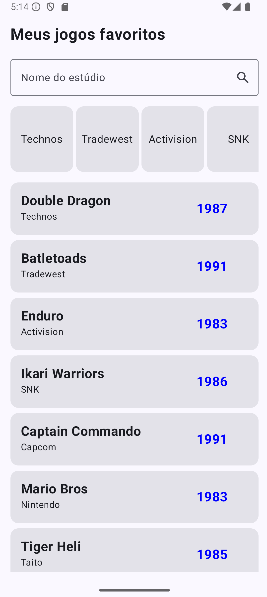 5:14
Meus jogos favoritos
Nome do estúdio
Technos Tradewest Activision SNK
Double Dragon
Technos
1987
Batletoads
Tradewest
1991
Enduro
Activision
1983
Ikari Warriors
SNK
1986
Captain Commando
Capcom
1991
Mario Bros
Nintendo
1983
Tiger Heli
Taito
1985